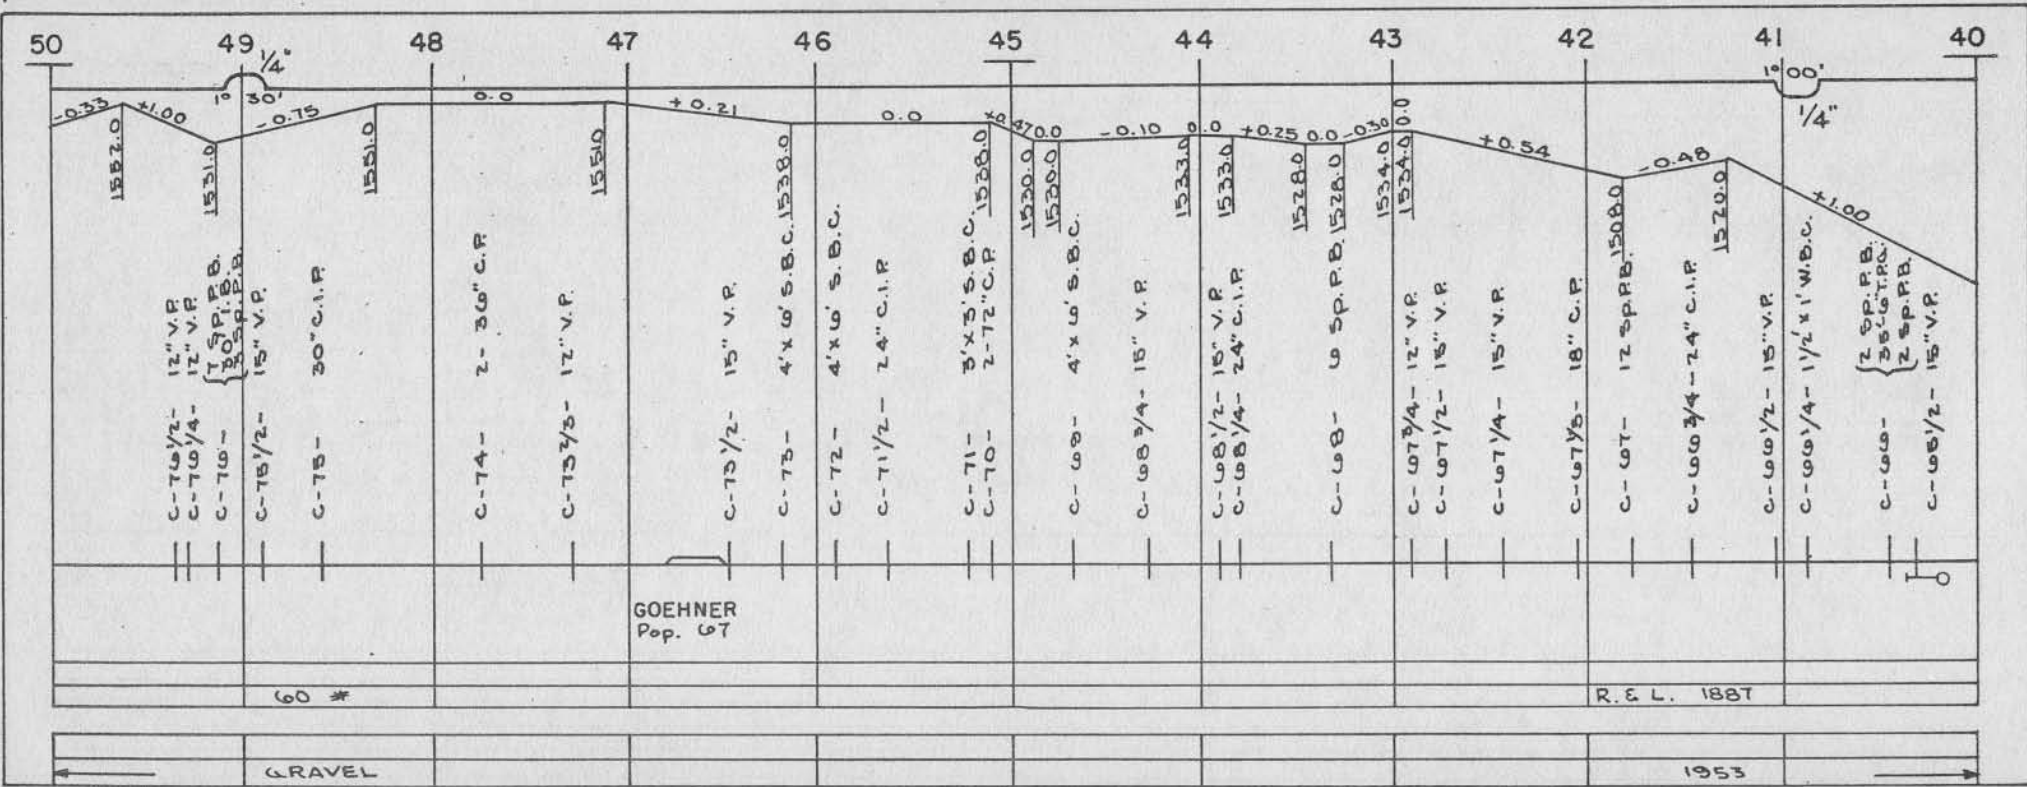 50 49 48 47 46 45 44 43 42 41 40
1/4"
1° 30'
1° 00'
1/4"
-0.33 +1.00 -0.75 0.0 +0.21 0.0 +0.47 0.0 -0.10 0.0 +0.25 0.0 -0.30 0.0 +0.54 -0.48 +1.00
1552.0
1531.0
1551.0
1551.0
1538.0
1538.0
1530.0
1530.0
1533.0
1533.0
1528.0
1528.0
1534.0
1534.0
1508.0
1520.0
C-76 1/2- 12" V.P.
C-76 1/4- 12" V.P.
C-76- 7 SP. P.B.
C-75 1/2- 15" V.P.
C-75- 30" C.I.P.
C-74- 2-36" C.P.
C-73 2/3- 12" V.P.
C-73 1/2- 15" V.P.
C-73- 4'x6' S.B.C.
C-72- 4'x6' S.B.C.
C-71 1/2- 24" C.I.P.
C-71- 3'x3' S.B.C.
C-70- 2-72" C.P.
C-69- 4'x6' S.B.C.
C-68 3/4- 15" V.P.
C-68 1/2- 15" V.P.
C-68 1/4- 24" C.I.P.
C-68- 6 Sp. P.B.
C-67 3/4- 12" V.P.
C-67 1/2- 15" V.P.
C-67 1/4- 15" V.P.
C-67 1/8- 18" C.P.
C-67- 12 Sp. P.B.
C-66 3/4- 24" C.I.P.
C-66 1/2- 15" V.P.
C-66 1/4- 1 1/2'x1' W.B.C.
C-66- 2 Sp. P.B.
35'-6" T.P.G.
2 Sp. P.B.
C-65 1/2- 15" V.P.
GOEHNER
Pop. 67
60 #
R. & L. 1887
GRAVEL
1953